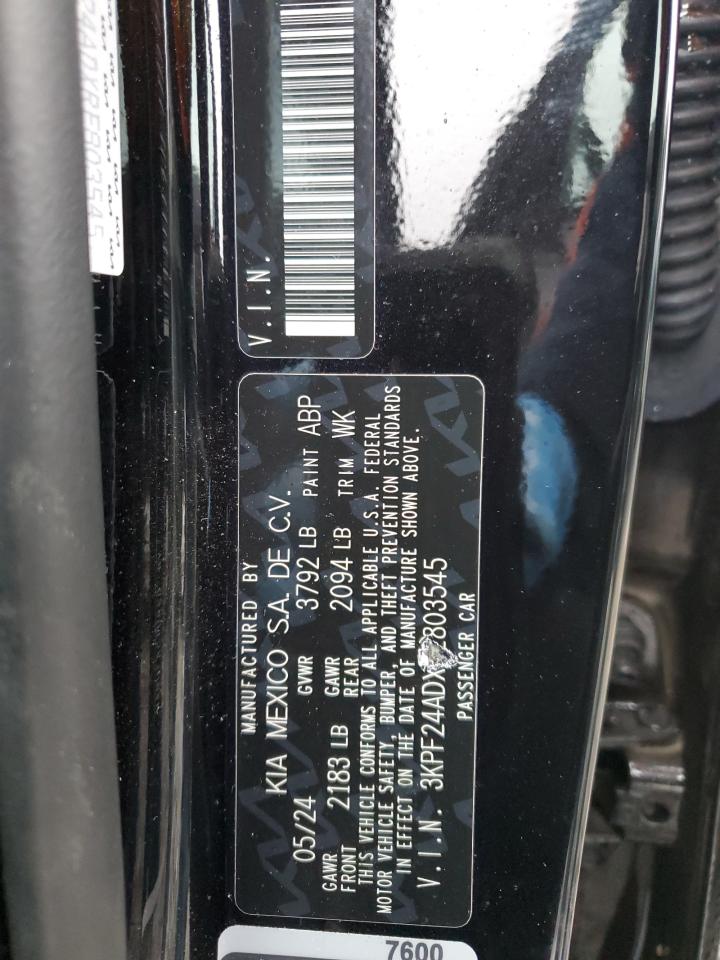 MANUFACTURED BY
KIA MEXICO S.A. DE C.V.
05/24 GVWR 3792 LB PAINT ABP
GAWR FRONT 2183 LB GAWR REAR 2094 LB TRIM WK
THIS VEHICLE CONFORMS TO ALL APPLICABLE U.S.A. FEDERAL
MOTOR VEHICLE SAFETY, BUMPER, AND THEFT PREVENTION STANDARDS
IN EFFECT ON THE DATE OF MANUFACTURE SHOWN ABOVE.
V.I.N. 3KPF24ADX 803545
PASSENGER CAR
V.I.N.
7600